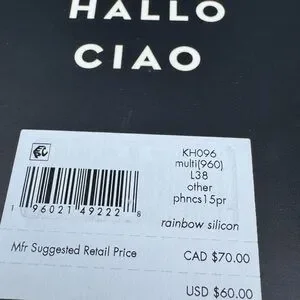 HALLO
CIAO
KH096
multi(960)
L38
other
phncs15pr
1 96021 49222 8
rainbow silicon
Mfr Suggested Retail Price CAD $70.00
USD $60.00